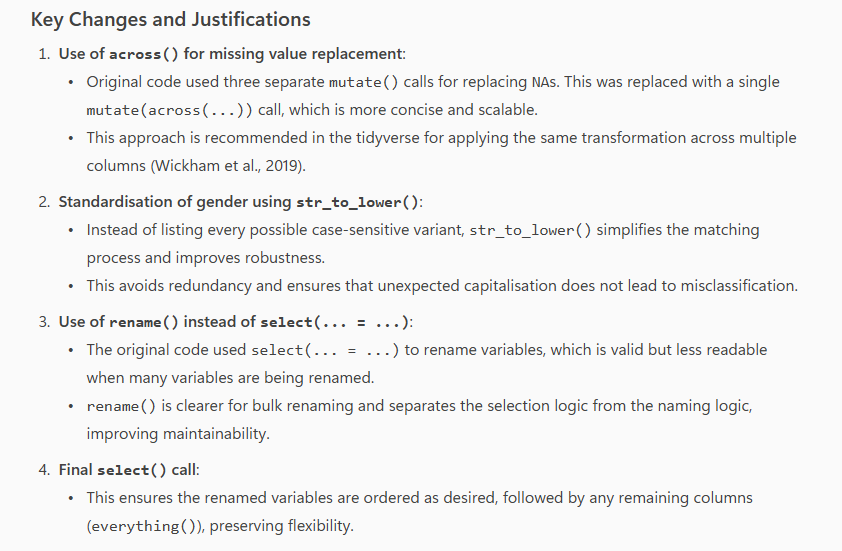 Key Changes and Justifications
1. Use of across() for missing value replacement:
• Original code used three separate mutate() calls for replacing NAs. This was replaced with a single
mutate(across(...)) call, which is more concise and scalable.
• This approach is recommended in the tidyverse for applying the same transformation across multiple
columns (Wickham et al., 2019).
2. Standardisation of gender using str_to_lower():
• Instead of listing every possible case-sensitive variant, str_to_lower() simplifies the matching
process and improves robustness.
• This avoids redundancy and ensures that unexpected capitalisation does not lead to misclassification.
3. Use of rename() instead of select(... = ...):
• The original code used select(... = ...) to rename variables, which is valid but less readable
when many variables are being renamed.
• rename() is clearer for bulk renaming and separates the selection logic from the naming logic,
improving maintainability.
4. Final select() call:
• This ensures the renamed variables are ordered as desired, followed by any remaining columns
(everything()), preserving flexibility.